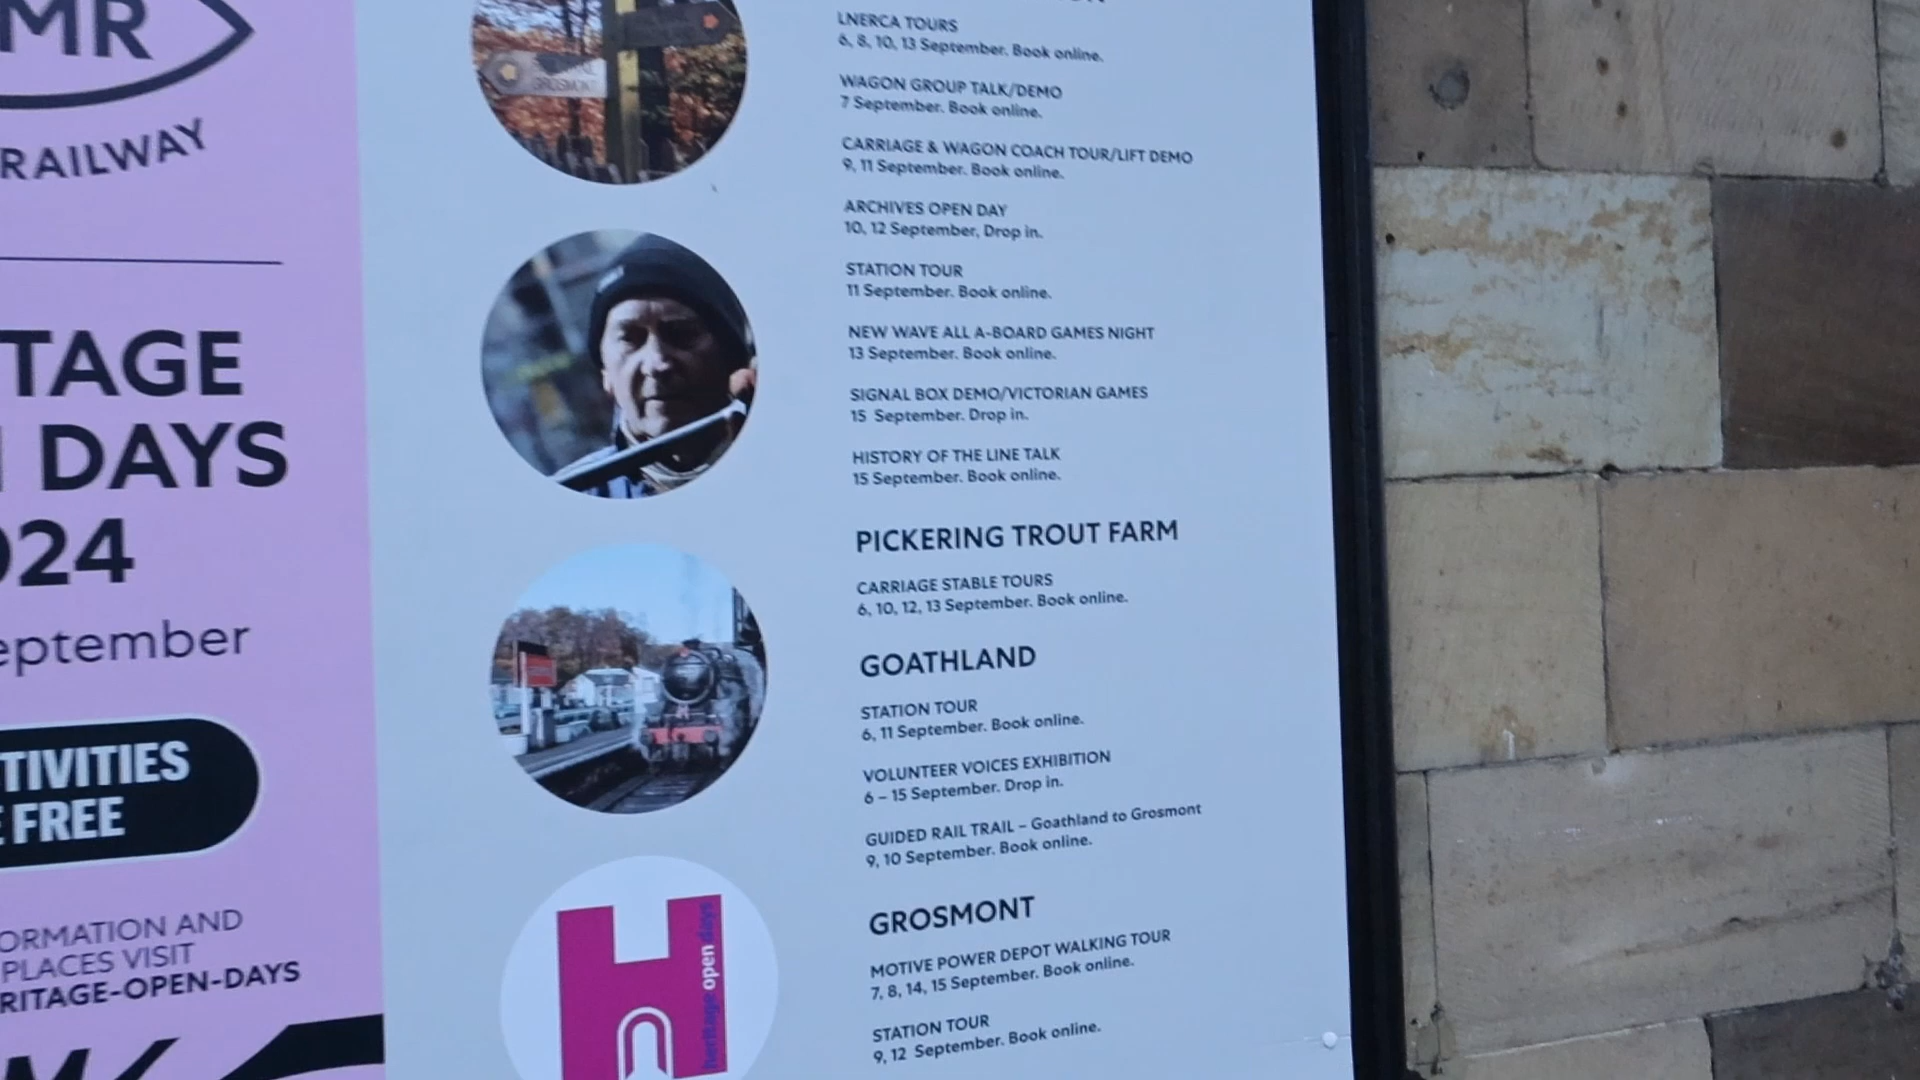 MR
RAILWAY
TAGE
DAYS
024
eptember
TIVITIES
E FREE
ORMATION AND
PLACES VISIT
RITAGE-OPEN-DAYS
GROSMONT
heritage open days
LNERCA TOURS
6, 8, 10, 13 September. Book online.
WAGON GROUP TALK/DEMO
7 September. Book online.
CARRIAGE & WAGON COACH TOUR/LIFT DEMO
9, 11 September. Book online.
ARCHIVES OPEN DAY
10, 12 September, Drop in.
STATION TOUR
11 September. Book online.
NEW WAVE ALL A-BOARD GAMES NIGHT
13 September. Book online.
SIGNAL BOX DEMO/VICTORIAN GAMES
15 September. Drop in.
HISTORY OF THE LINE TALK
15 September. Book online.
PICKERING TROUT FARM
CARRIAGE STABLE TOURS
6, 10, 12, 13 September. Book online.
GOATHLAND
STATION TOUR
6, 11 September. Book online.
VOLUNTEER VOICES EXHIBITION
6 – 15 September. Drop in.
GUIDED RAIL TRAIL – Goathland to Grosmont
9, 10 September. Book online.
GROSMONT
MOTIVE POWER DEPOT WALKING TOUR
7, 8, 14, 15 September. Book online.
STATION TOUR
9, 12 September. Book online.